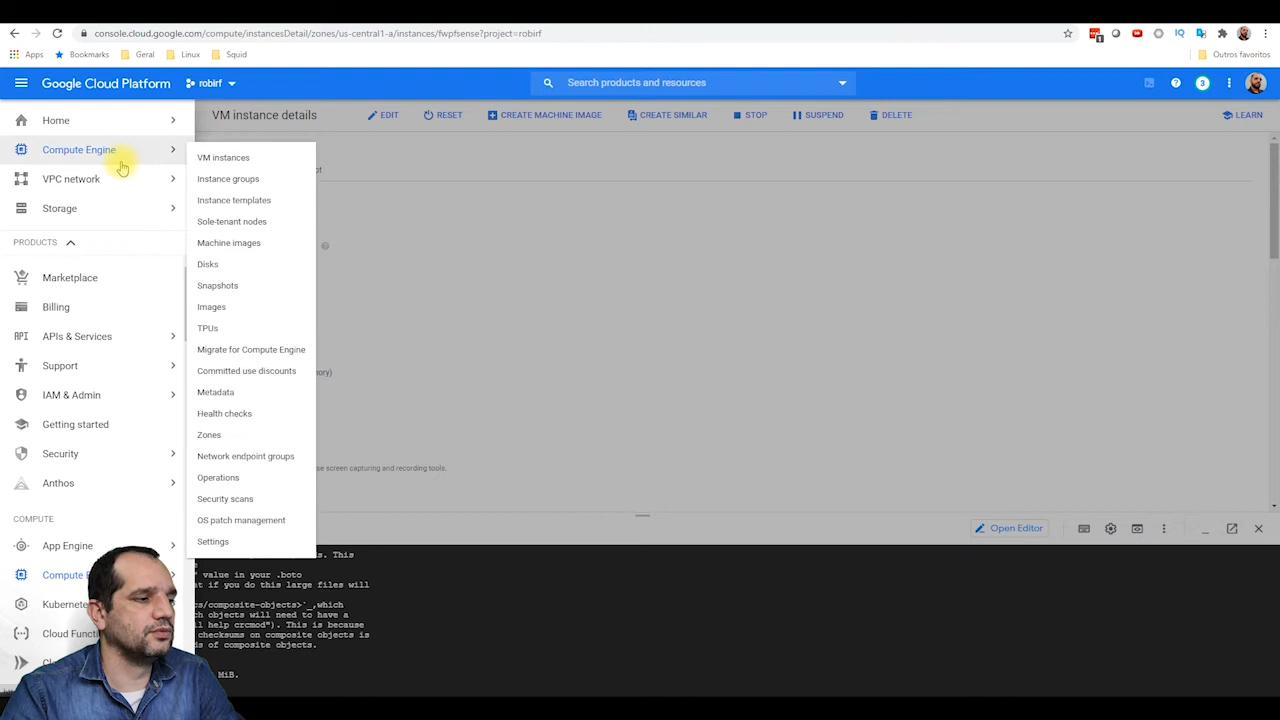 console.cloud.google.com/compute/instancesDetail/zones/us-central1-a/instances/fwpfsense?project=robirf
Apps Bookmarks Geral Linux Squid Outros favoritos
Google Cloud Platform robirf Search products and resources 3
Home
Compute Engine
VPC network
Storage
PRODUCTS
Marketplace
Billing
APIs & Services
Support
IAM & Admin
Getting started
Security
Anthos
COMPUTE
App Engine
Compute E
Kubernete
Cloud Functi
VM instance details EDIT RESET CREATE MACHINE IMAGE CREATE SIMILAR STOP SUSPEND DELETE LEARN
VM instances
Instance groups
Instance templates
Sole-tenant nodes
Machine images
Disks
Snapshots
Images
TPUs
Migrate for Compute Engine
Committed use discounts
Metadata
Health checks
Zones
Network endpoint groups
Operations
Security scans
OS patch management
Settings
ory)
se screen capturing and recording tools.
Open Editor
s. This
s
' value in your .boto
t if you do this large files will
s/composite-objects>`_,which
ch objects will need to have a
l help crcmod"). This is because
checksums on composite objects is
ds of composite objects.
MiB.